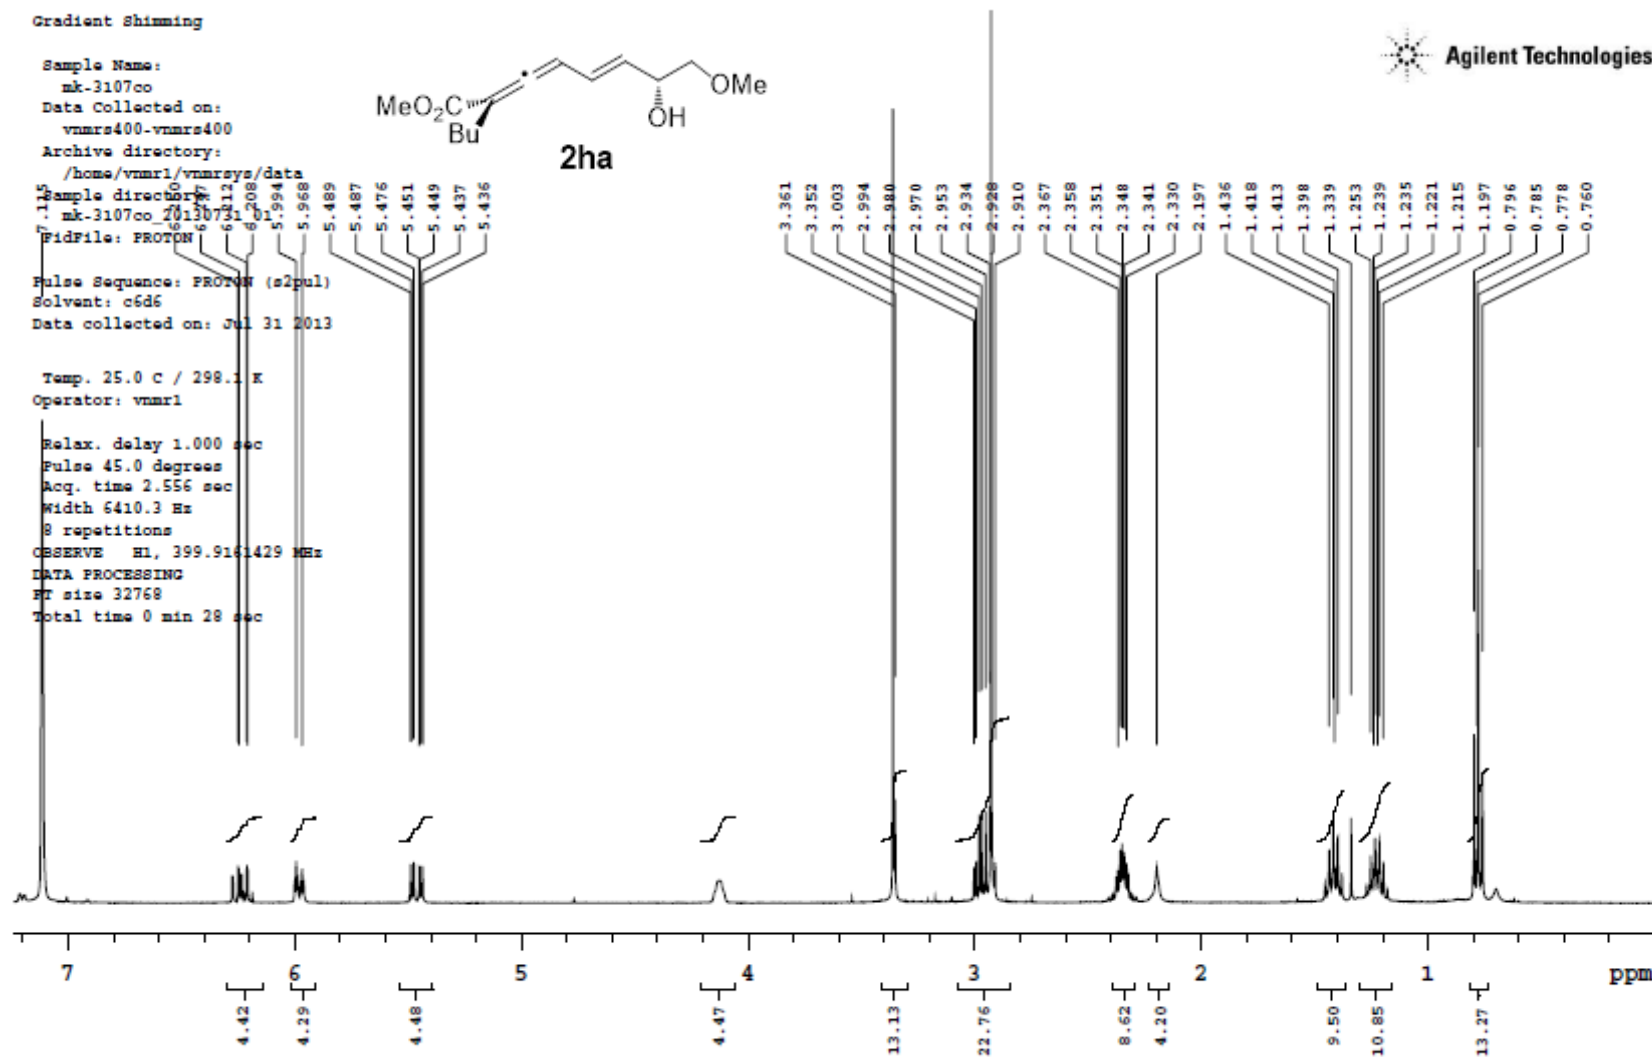 Gradient Shimming
Sample Name:
mk-3107co
Data Collected on:
vnmrs400-vnmrs400
Archive directory:
/home/vnmr1/vnmrsys/data
Sample directory:
mk-3107co_20130731_01
FidFile: PROTON
Pulse Sequence: PROTON (s2pul)
Solvent: c6d6
Data collected on: Jul 31 2013
Temp. 25.0 C / 298.1 K
Operator: vnmr1
Relax. delay 1.000 sec
Pulse 45.0 degrees
Acq. time 2.556 sec
Width 6410.3 Hz
8 repetitions
OBSERVE H1, 399.9161429 MHz
DATA PROCESSING
FT size 32768
Total time 0 min 28 sec
MeO2C
Bu
OH
OMe
2ha
Agilent Technologies
7.115
6.212
6.208
5.994
5.968
5.489
5.487
5.476
5.451
5.449
5.437
5.436
3.361
3.352
3.003
2.994
2.980
2.970
2.953
2.934
2.928
2.910
2.367
2.358
2.351
2.348
2.341
2.330
2.197
1.436
1.418
1.413
1.398
1.339
1.253
1.239
1.235
1.221
1.215
1.197
0.796
0.785
0.778
0.760
7 6 5 4 3 2 1 ppm
4.42 4.29 4.48 4.47 13.13 22.76 8.62 4.20 9.50 10.85 13.27